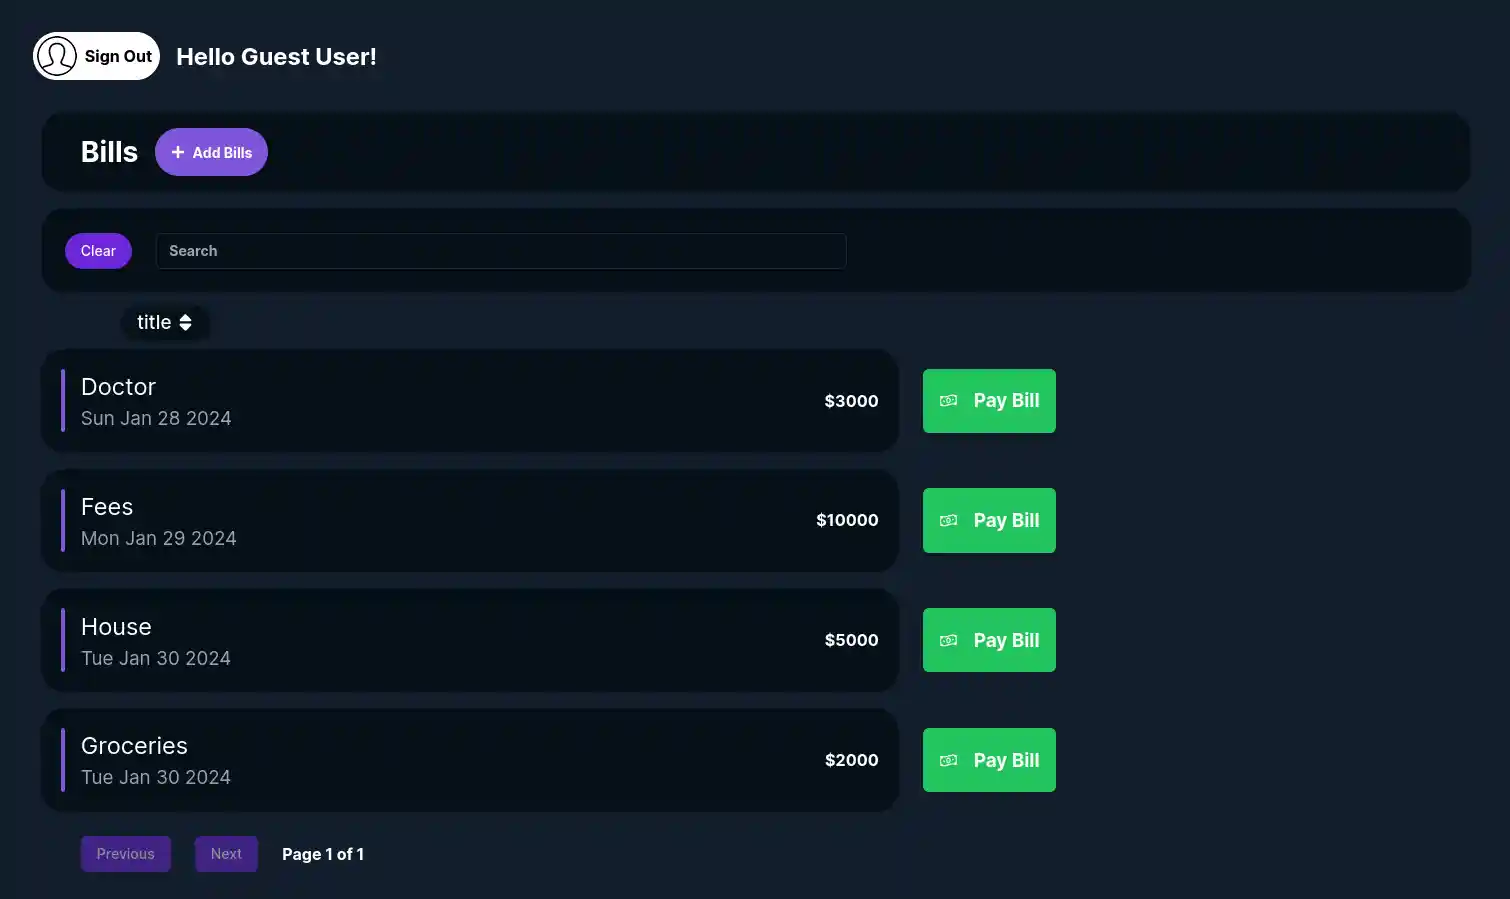 Sign Out Hello Guest User!
Bills + Add Bills
Clear Search
title
Doctor
Sun Jan 28 2024
$3000
Pay Bill
Fees
Mon Jan 29 2024
$10000
Pay Bill
House
Tue Jan 30 2024
$5000
Pay Bill
Groceries
Tue Jan 30 2024
$2000
Pay Bill
Previous Next Page 1 of 1